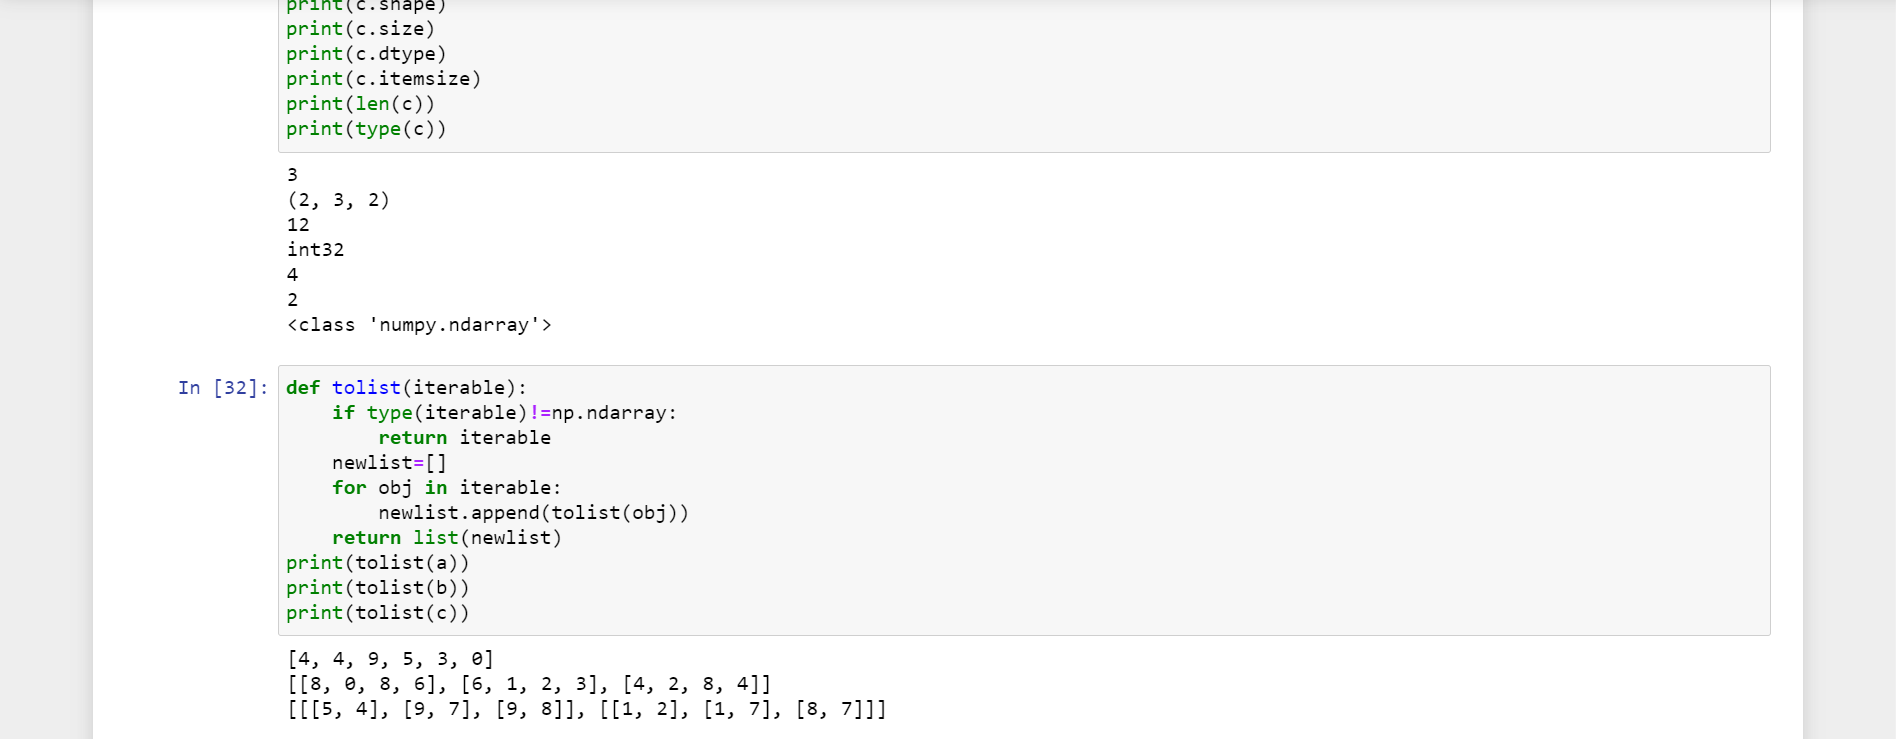 print(c.shape)
print(c.size)
print(c.dtype)
print(c.itemsize)
print(len(c))
print(type(c))
3
(2, 3, 2)
12
int32
4
2
<class 'numpy.ndarray'>
In [32]: def tolist(iterable):
    if type(iterable)!=np.ndarray:
        return iterable
    newlist=[]
    for obj in iterable:
        newlist.append(tolist(obj))
    return list(newlist)
print(tolist(a))
print(tolist(b))
print(tolist(c))
[4, 4, 9, 5, 3, 0]
[[8, 0, 8, 6], [6, 1, 2, 3], [4, 2, 8, 4]]
[[[5, 4], [9, 7], [9, 8]], [[1, 2], [1, 7], [8, 7]]]